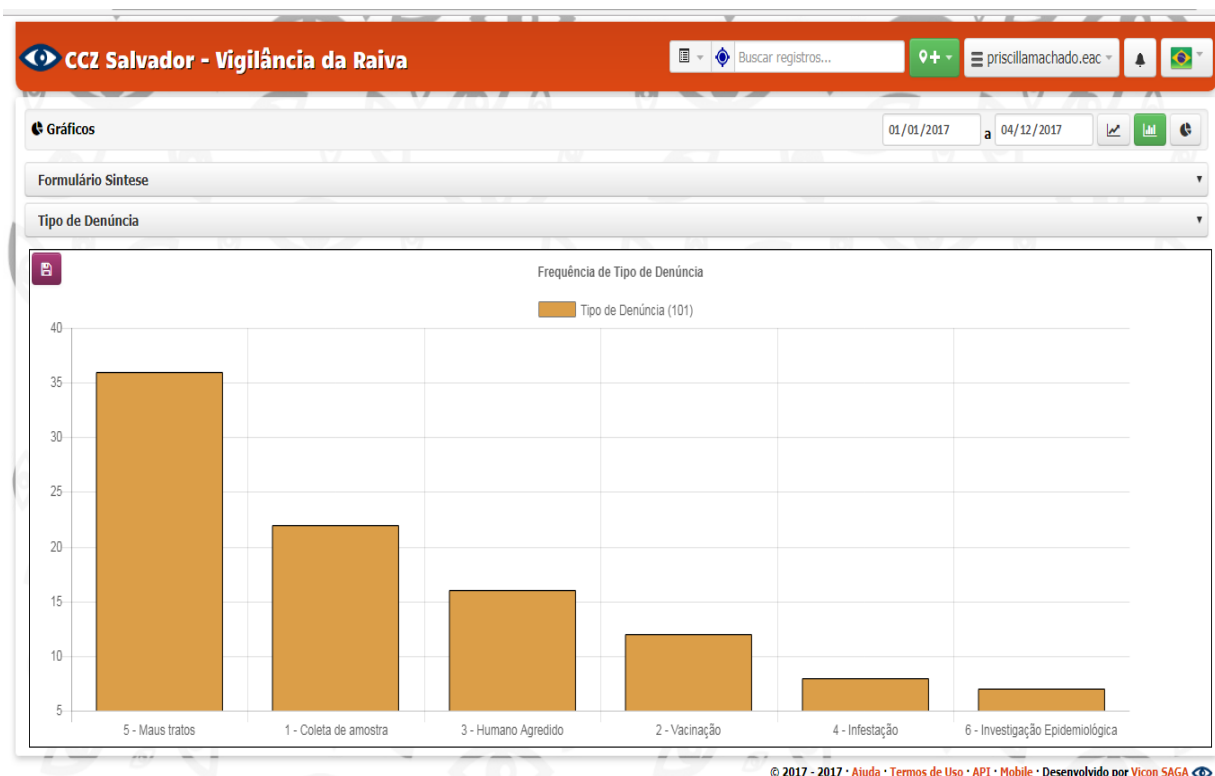 CCZ Salvador - Vigilância da Raiva
Buscar registros...
priscillamachado.eac
Gráficos
01/01/2017 a 04/12/2017
Formulário Sintese
Tipo de Denúncia
Frequência de Tipo de Denúncia
Tipo de Denúncia (101)
40
35
30
25
20
15
10
5
5 - Maus tratos 1 - Coleta de amostra 3 - Humano Agredido 2 - Vacinação 4 - Infestação 6 - Investigação Epidemiológica
© 2017 - 2017 · Ajuda · Termos de Uso · API · Mobile · Desenvolvido por Vicon SAGA